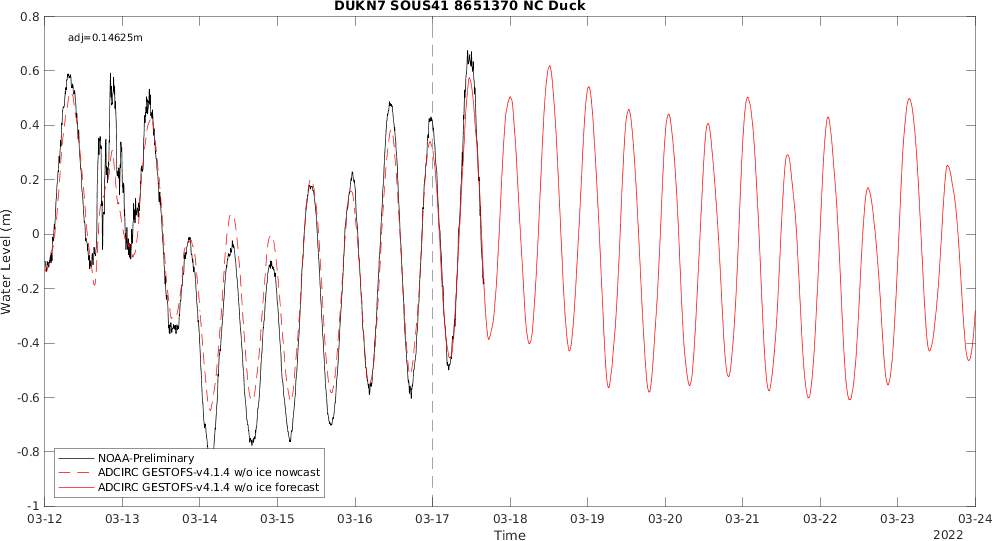 DUKN7 SOUS41 8651370 NC Duck
adj=0.14625m
0.8
0.6
0.4
0.2
0
-0.2
-0.4
-0.6
-0.8
-1
Water Level (m)
NOAA-Preliminary
ADCIRC GESTOFS-v4.1.4 w/o ice nowcast
ADCIRC GESTOFS-v4.1.4 w/o ice forecast
03-12 03-13 03-14 03-15 03-16 03-17 03-18 03-19 03-20 03-21 03-22 03-23 03-24
Time
2022